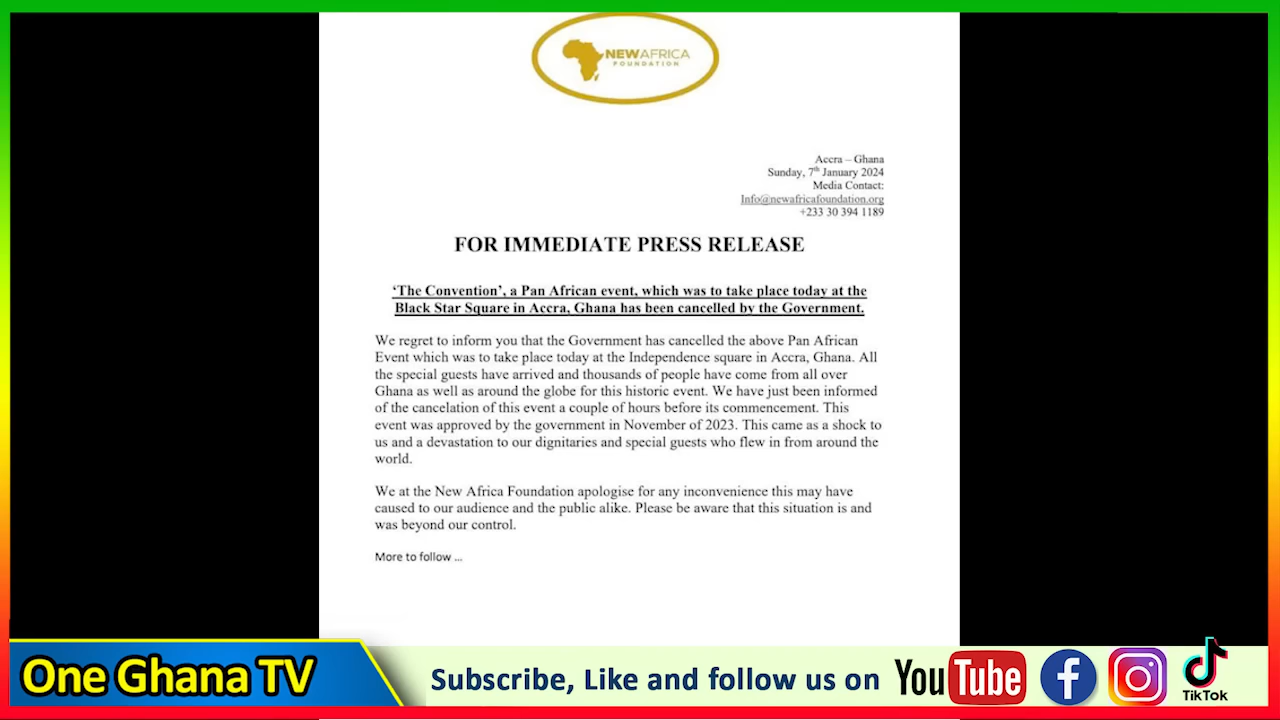 NEWAFRICA
FOUNDATION
Accra – Ghana
Sunday, 7th January 2024
Media Contact:
Info@newafricafoundation.org
+233 30 394 1189
FOR IMMEDIATE PRESS RELEASE
‘The Convention’, a Pan African event, which was to take place today at the
Black Star Square in Accra, Ghana has been cancelled by the Government.
We regret to inform you that the Government has cancelled the above Pan African
Event which was to take place today at the Independence square in Accra, Ghana. All
the special guests have arrived and thousands of people have come from all over
Ghana as well as around the globe for this historic event. We have just been informed
of the cancelation of this event a couple of hours before its commencement. This
event was approved by the government in November of 2023. This came as a shock to
us and a devastation to our dignitaries and special guests who flew in from around the
world.
We at the New Africa Foundation apologise for any inconvenience this may have
caused to our audience and the public alike. Please be aware that this situation is and
was beyond our control.
More to follow ...
One Ghana TV
Subscribe, Like and follow us on YouTube
TikTok